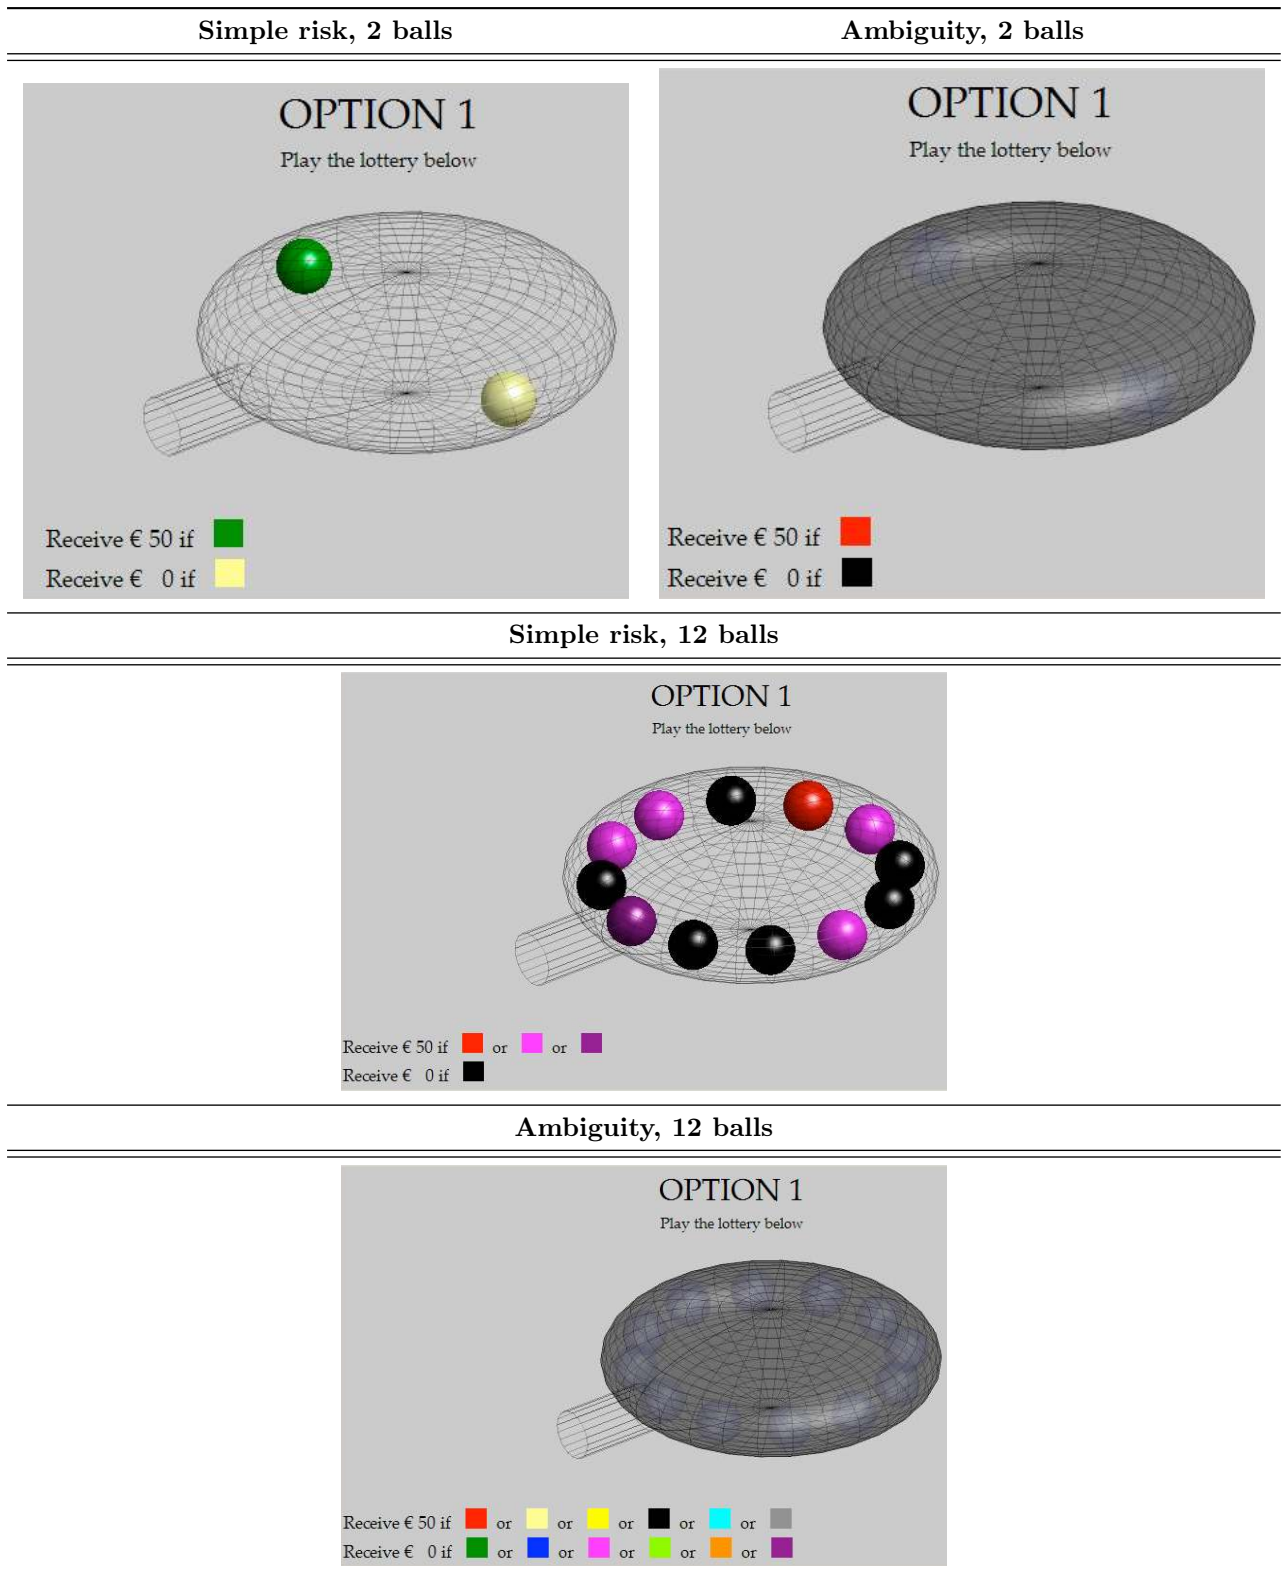 Simple risk, 2 balls
Ambiguity, 2 balls
OPTION 1
Play the lottery below
Receive € 50 if
Receive € 0 if
OPTION 1
Play the lottery below
Receive € 50 if
Receive € 0 if
Simple risk, 12 balls
OPTION 1
Play the lottery below
Receive € 50 if or or
Receive € 0 if
Ambiguity, 12 balls
OPTION 1
Play the lottery below
Receive € 50 if or or or or or
Receive € 0 if or or or or or